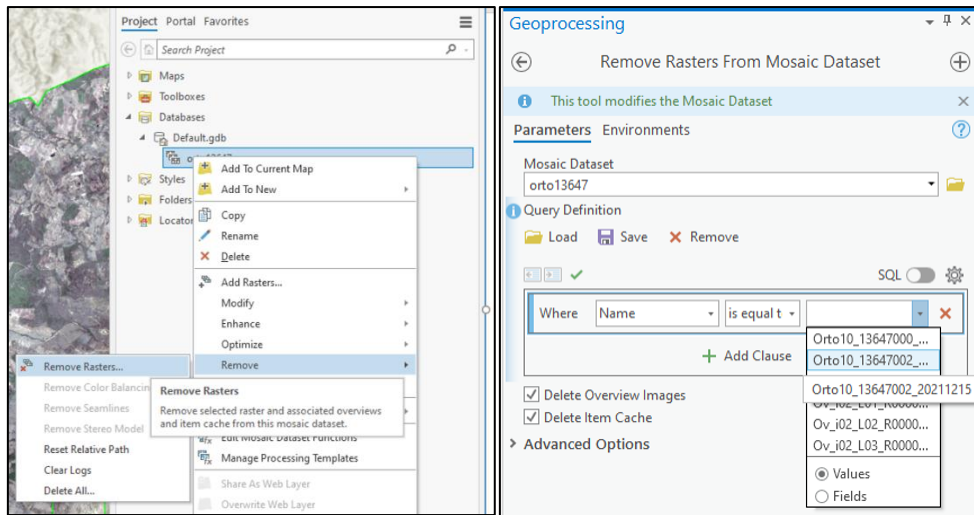 Project Portal Favorites
Search Project
Maps
Toolboxes
Databases
Default.gdb
Styles
Folders
Locator
Add To Current Map
Add To New
Copy
Rename
Delete
Add Rasters...
Modify
Enhance
Optimize
Remove
Remove Rasters...
Remove Color Balancin
Remove Seamlines
Remove Stereo Model
Reset Relative Path
Clear Logs
Delete All...
Remove Rasters
Remove selected raster and associated overviews
and item cache from this mosaic dataset.
Edit Mosaic Dataset Functions
Manage Processing Templates
Share As Web Layer
Overwrite Web Layer
Geoprocessing
Remove Rasters From Mosaic Dataset
This tool modifies the Mosaic Dataset
Parameters Environments
Mosaic Dataset
orto13647
Query Definition
Load Save Remove
SQL
Where Name is equal t
Orto10_13647000_...
Orto10_13647002_...
Add Clause
Orto10_13647002_20211215
Delete Overview Images
Delete Item Cache
Ov_i02_L02_R0000...
Ov_i02_L03_R0000...
Advanced Options
Values
Fields